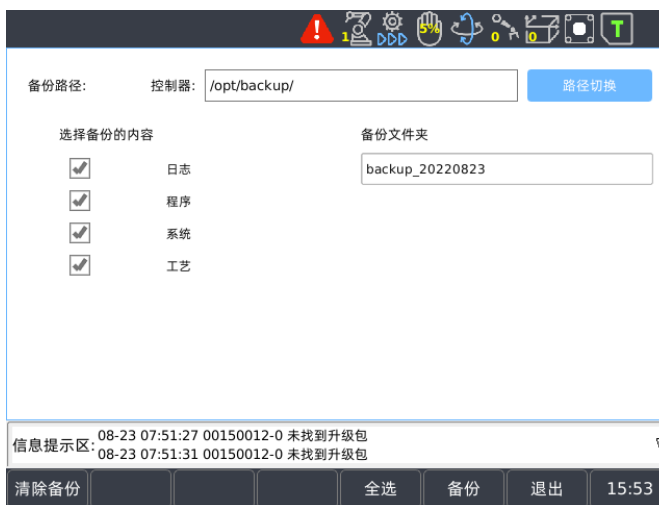 1 DDD 5% 0 0 T
备份路径: 控制器: /opt/backup/ 路径切换
选择备份的内容 备份文件夹
日志 backup_20220823
程序
系统
工艺
信息提示区: 08-23 07:51:27 00150012-0 未找到升级包
08-23 07:51:31 00150012-0 未找到升级包
清除备份 全选 备份 退出 15:53